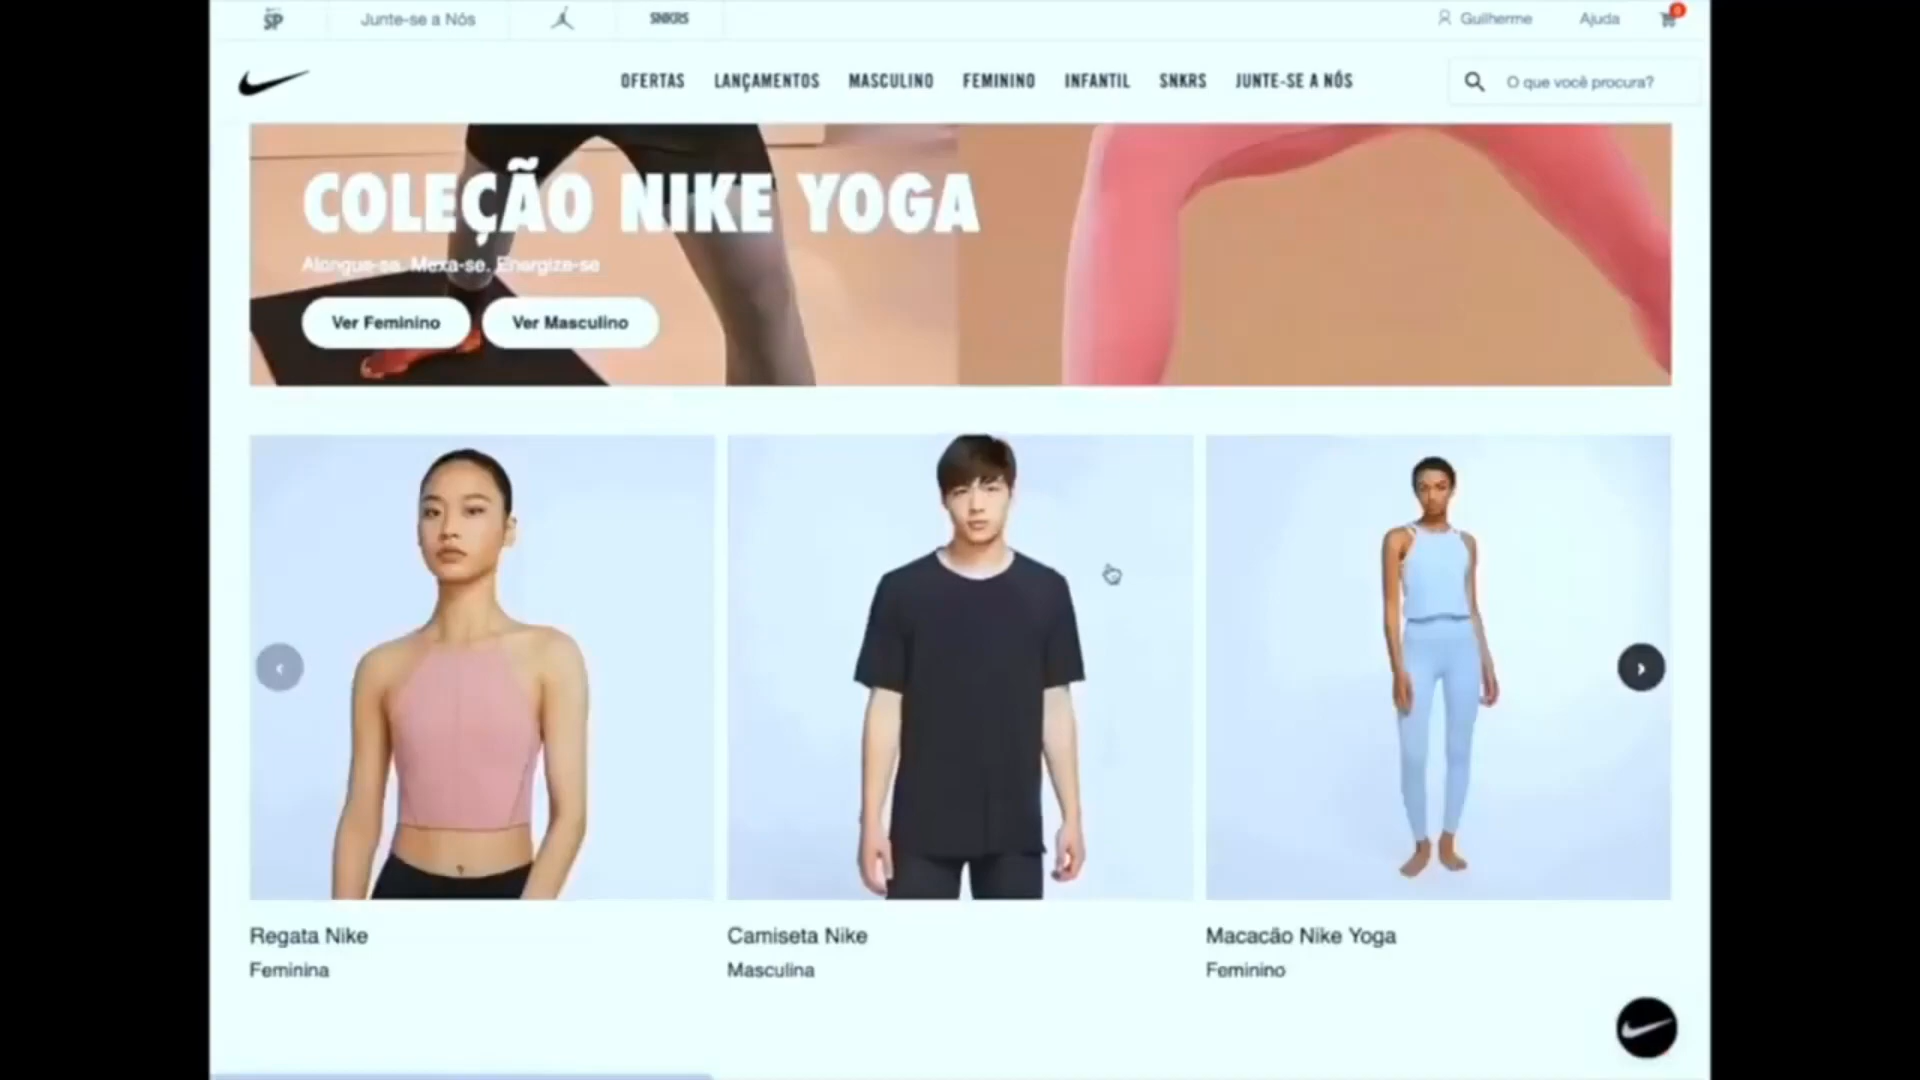 SP
Junte-se a Nós
SNKRS
Guilherme
Ajuda
0
OFERTAS
LANÇAMENTOS
MASCULINO
FEMININO
INFANTIL
SNKRS
JUNTE-SE A NÓS
O que você procura?
COLEÇÃO NIKE YOGA
Alongue-se. Mexa-se. Energize-se
Ver Feminino
Ver Masculino
Regata Nike
Feminina
Camiseta Nike
Masculina
Macacão Nike Yoga
Feminino